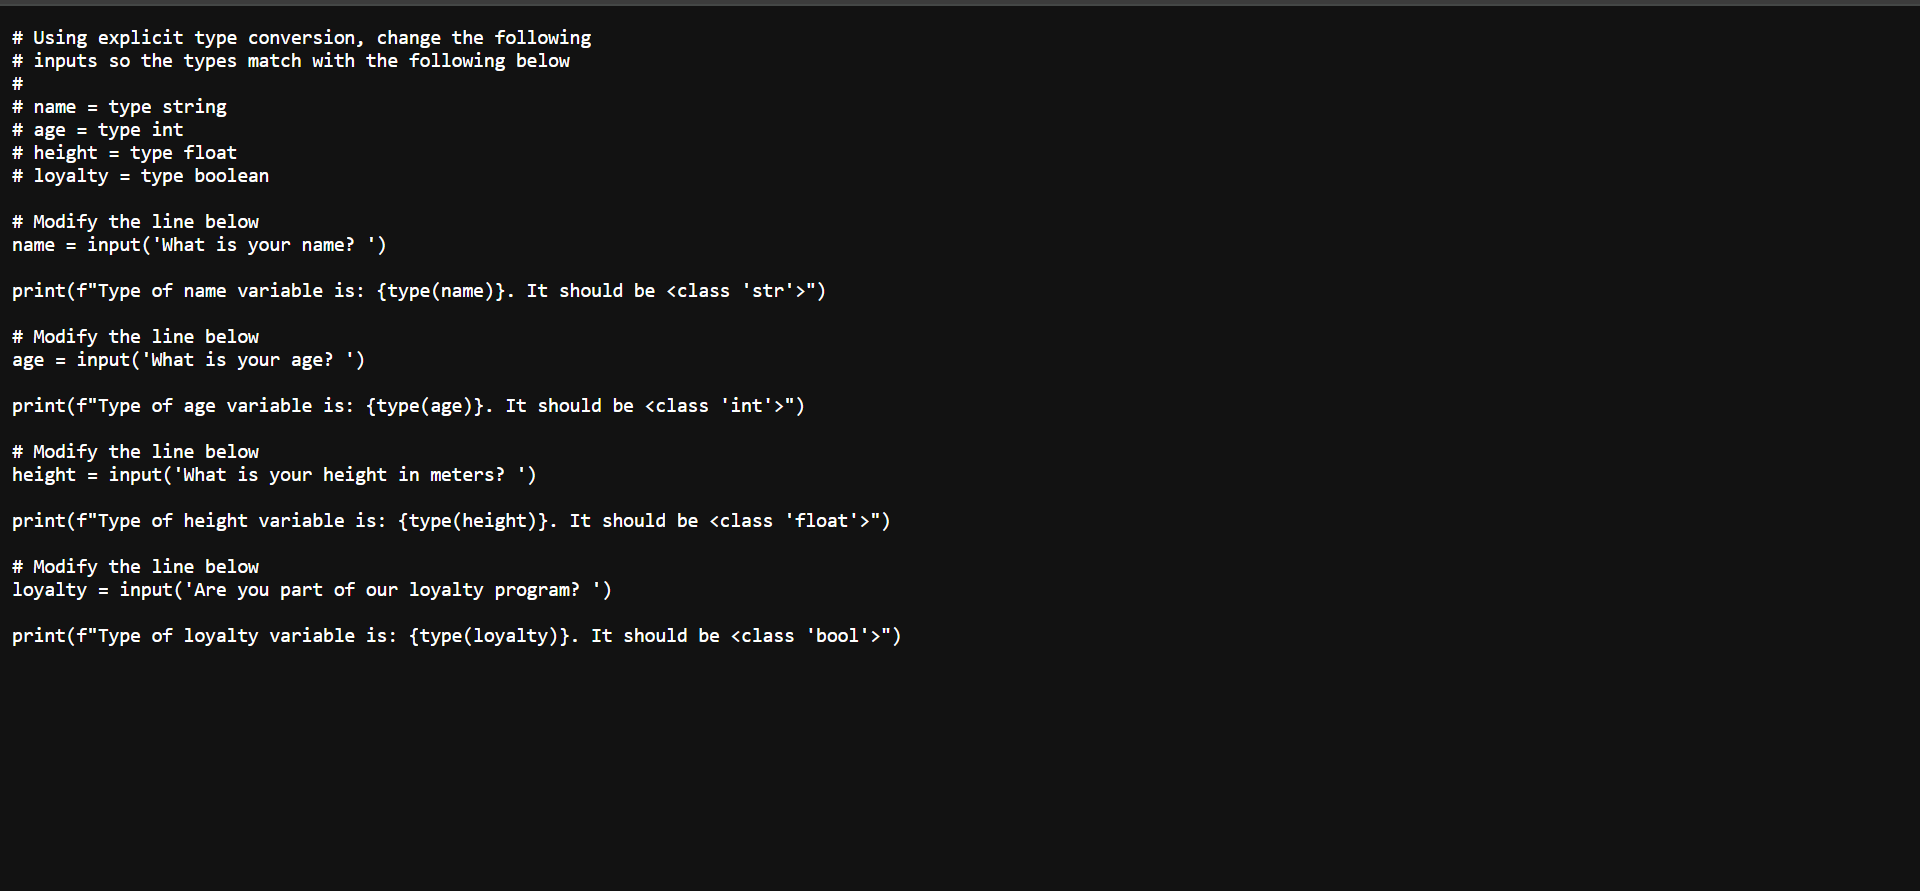 # Using explicit type conversion, change the following
# inputs so the types match with the following below
#
# name = type string
# age = type int
# height = type float
# loyalty = type boolean
# Modify the line below
name = input('What is your name? ')
print(f"Type of name variable is: {type(name)}. It should be <class 'str'>")
# Modify the line below
age = input('What is your age? ')
print(f"Type of age variable is: {type(age)}. It should be <class 'int'>")
# Modify the line below
height = input('What is your height in meters? ')
print(f"Type of height variable is: {type(height)}. It should be <class 'float'>")
# Modify the line below
loyalty = input('Are you part of our loyalty program? ')
print(f"Type of loyalty variable is: {type(loyalty)}. It should be <class 'bool'>")